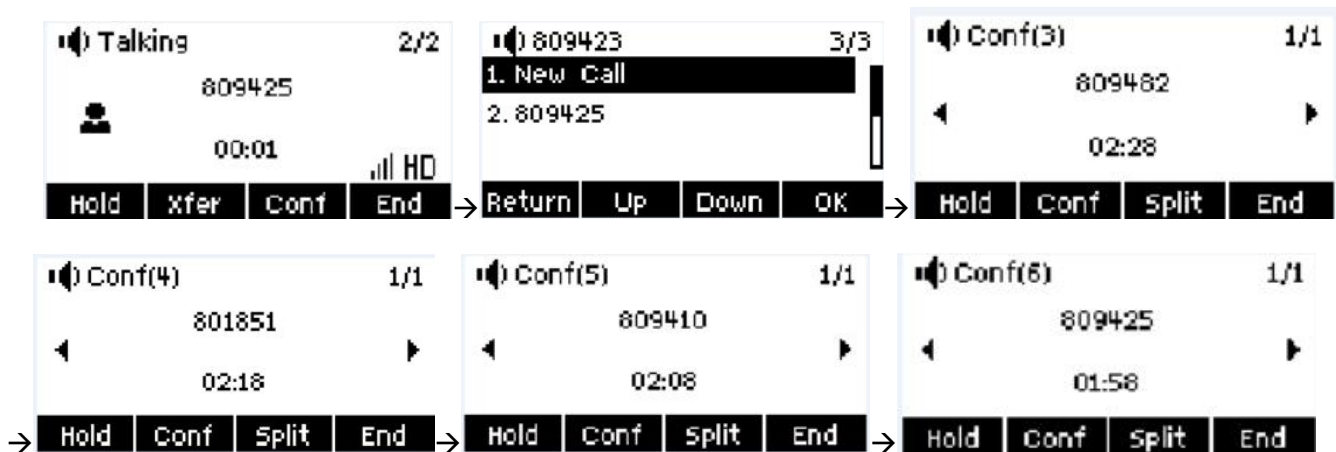 Talking 2/2
809425
00:01
HD
Hold Xfer Conf End
→
809423 3/3
1. New Call
2. 809425
Return Up Down OK
→
Conf(3) 1/1
809482
02:28
Hold Conf Split End
→
Conf(4) 1/1
801851
02:18
Hold Conf Split End
→
Conf(5) 1/1
809410
02:08
Hold Conf Split End
→
Conf(6) 1/1
809425
01:58
Hold Conf Split End